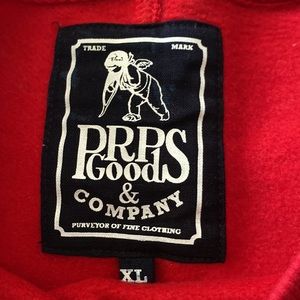 TRADE MARK
PRPS
GOODS
&
COMPANY
PURVEYOR OF FINE CLOTHING
XL